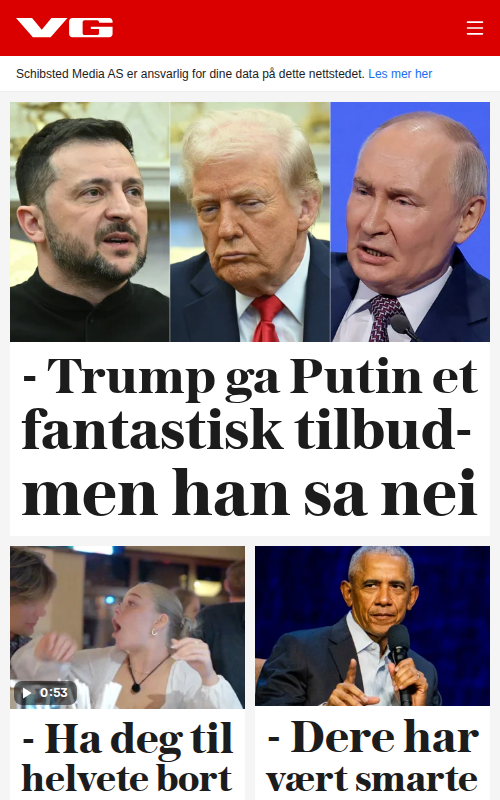 VG
Schibsted Media AS er ansvarlig for dine data på dette nettstedet. Les mer her
- Trump ga Putin et
fantastisk tilbud-
men han sa nei
0:53
- Ha deg til
helvete bort
- Dere har
vært smarte